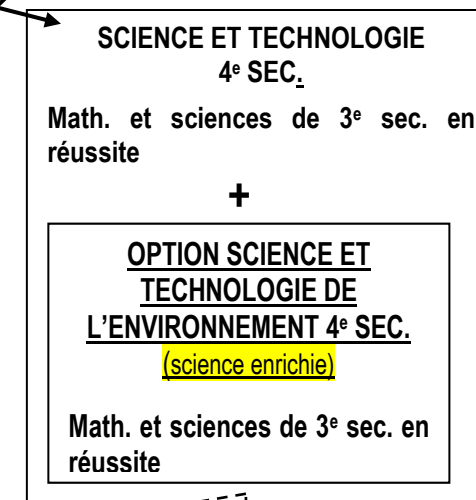 SCIENCE ET TECHNOLOGIE
4e SEC.
Math. et sciences de 3e sec. en
réussite
+
OPTION SCIENCE ET
TECHNOLOGIE DE
L’ENVIRONNEMENT 4e SEC.
(science enrichie)
Math. et sciences de 3e sec. en
réussite